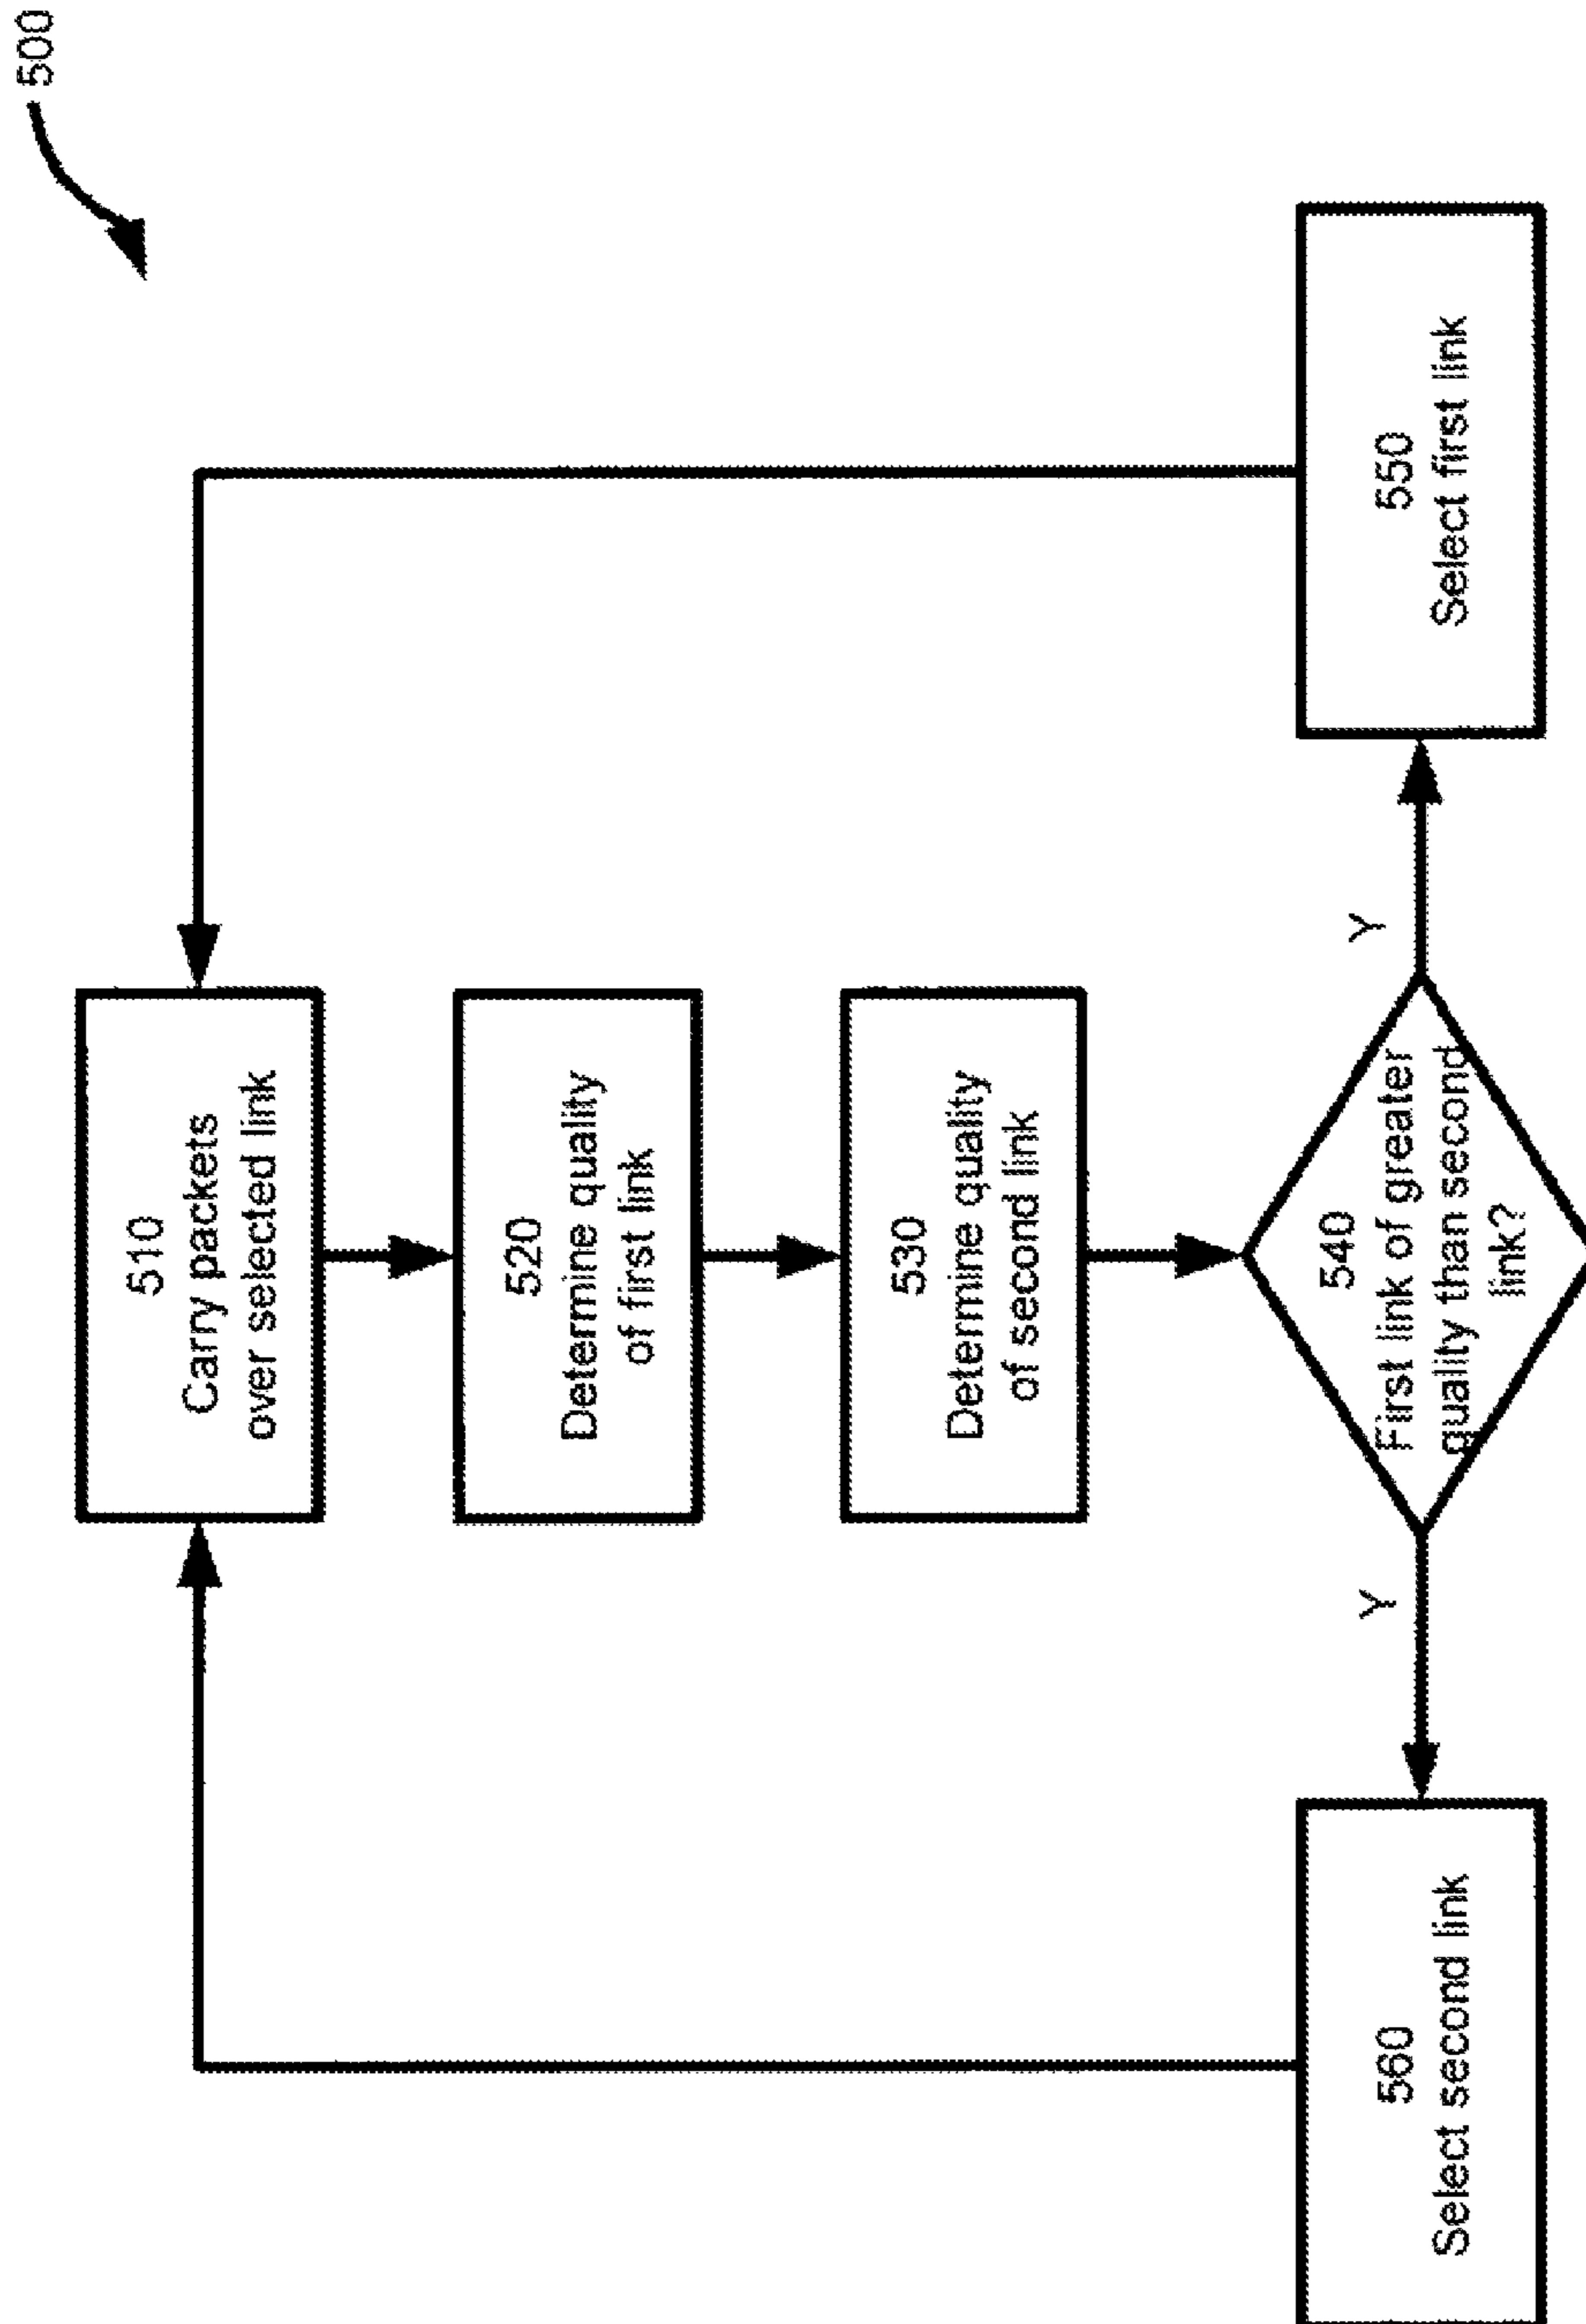 500
510
Carry packets
over selected link
520
Determine quality
of first link
530
Determine quality
of second link
540
First link of greater
quality than second
link?
Y
Y
550
Select first link
560
Select second link